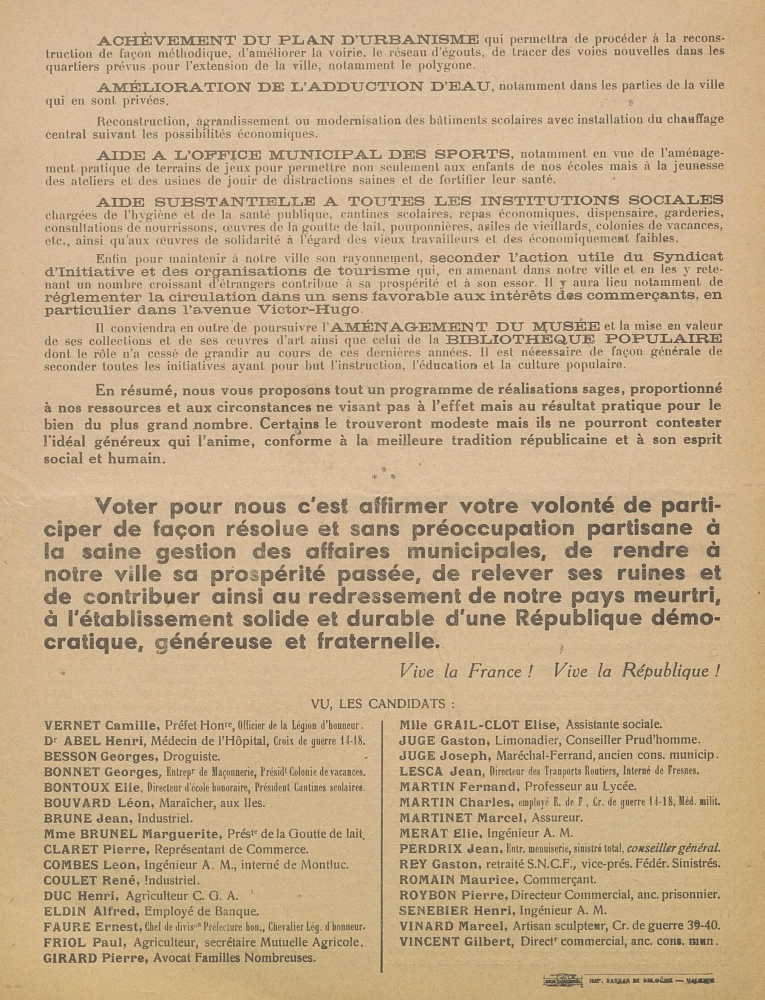 ACHÈVEMENT DU PLAN D'URBANISME qui permettra de procéder à la recons-
truction de façon méthodique, d'améliorer la voirie, le réseau d'égouts, de tracer des voies nouvelles dans les
quartiers prévus pour l'extension de la ville, notamment le polygone.
AMÉLIORATION DE L'ADDUCTION D'EAU, notamment dans les parties de la ville
qui en sont privées.
Reconstruction, agrandissement ou modernisation des bâtiments scolaires avec installation du chauffage
central suivant les possibilités économiques.
AIDE A L'OFFICE MUNICIPAL DES SPORTS, notamment en vue de l'aménage-
ment pratique de terrains de jeux pour permettre non seulement aux enfants de nos écoles mais à la jeunesse
des ateliers et des usines de jouir de distractions saines et de fortifier leur santé.
AIDE SUBSTANTIELLE A TOUTES LES INSTITUTIONS SOCIALES
chargées de l'hygiène et de la santé publique, cantines scolaires, repas économiques, dispensaire, garderies,
consultations de nourrissons, œuvres de la goutte de lait, pouponnières, asiles de vieillards, colonies de vacances,
etc., ainsi qu'aux œuvres de solidarité à l'égard des vieux travailleurs et des économiquement faibles.
Enfin pour maintenir à notre ville son rayonnement, seconder l'action utile du Syndicat
d'Initiative et des organisations de tourisme qui, en amenant dans notre ville et en les y rete-
nant un nombre croissant d'étrangers contribue à sa prospérité et à son essor. Il y aura lieu notamment de
réglementer la circulation dans un sens favorable aux intérêts des commerçants, en
particulier dans l'avenue Victor-Hugo.
Il conviendra en outre de poursuivre l'AMÉNAGEMENT DU MUSÉE et la mise en valeur
de ses collections et de ses œuvres d'art ainsi que celui de la BIBLIOTHÈQUE POPULAIRE
dont le rôle n'a cessé de grandir au cours de ces dernières années. Il est nécessaire de façon générale de
seconder toutes les initiatives ayant pour but l'instruction, l'éducation et la culture populaire.
En résumé, nous vous proposons tout un programme de réalisations sages, proportionné
à nos ressources et aux circonstances ne visant pas à l'effet mais au résultat pratique pour le
bien du plus grand nombre. Certains le trouveront modeste mais ils ne pourront contester
l'idéal généreux qui l'anime, conforme à la meilleure tradition républicaine et à son esprit
social et humain.
* * *
Voter pour nous c'est affirmer votre volonté de parti-
ciper de façon résolue et sans préoccupation partisane à
la saine gestion des affaires municipales, de rendre à
notre ville sa prospérité passée, de relever ses ruines et
de contribuer ainsi au redressement de notre pays meurtri,
à l'établissement solide et durable d'une République démo-
cratique, généreuse et fraternelle.
Vive la France ! Vive la République !
VU, LES CANDIDATS :
VERNET Camille, Préfet Honre, Officier de la Légion d'honneur.
Dr ABEL Henri, Médecin de l'Hôpital, Croix de guerre 14-18.
BESSON Georges, Droguiste.
BONNET Georges, Entrepr de Maçonnerie, Présidt Colonie de vacances.
BONTOUX Elie, Directeur d'école honoraire, Président Cantines scolaires.
BOUVARD Léon, Maraîcher, aux Iles.
BRUNE Jean, Industriel.
Mme BRUNEL Marguerite, Préste de la Goutte de lait.
CLARET Pierre, Représentant de Commerce.
COMBES Leon, Ingénieur A. M., interné de Montluc.
COULET René, Industriel.
DUC Henri, Agriculteur C. G. A.
ELDIN Alfred, Employé de Banque.
FAURE Ernest, Chef de divison Préfecture hon., Chevalier Lég. d'honneur.
FRIOL Paul, Agriculteur, secrétaire Mutuelle Agricole.
GIRARD Pierre, Avocat Familles Nombreuses.
Mlle GRAIL-CLOT Elise, Assistante sociale.
JUGE Gaston, Limonadier, Conseiller Prud'homme.
JUGE Joseph, Maréchal-Ferrand, ancien cons. municip.
LESCA Jean, Directeur des Tranports Routiers, Interné de Fresnes.
MARTIN Fernand, Professeur au Lycée.
MARTIN Charles, employé E. de F., Cr. de guerre 14-18, Méd. milit.
MARTINET Marcel, Assureur.
MERAT Elie, Ingénieur A. M.
PERDRIX Jean, Entr. menuiserie, sinistré total, conseiller général.
REY Gaston, retraité S.N.C.F., vice-prés. Fédér. Sinistrés.
ROMAIN Maurice, Commerçant.
ROYBON Pierre, Directeur Commercial, anc. prisonnier.
SENEBIER Henri, Ingénieur A. M.
VINARD Marcel, Artisan sculpteur, Cr. de guerre 39-40.
VINCENT Gilbert, Directr commercial, anc. cons. mun.
IMP. — VALENCE